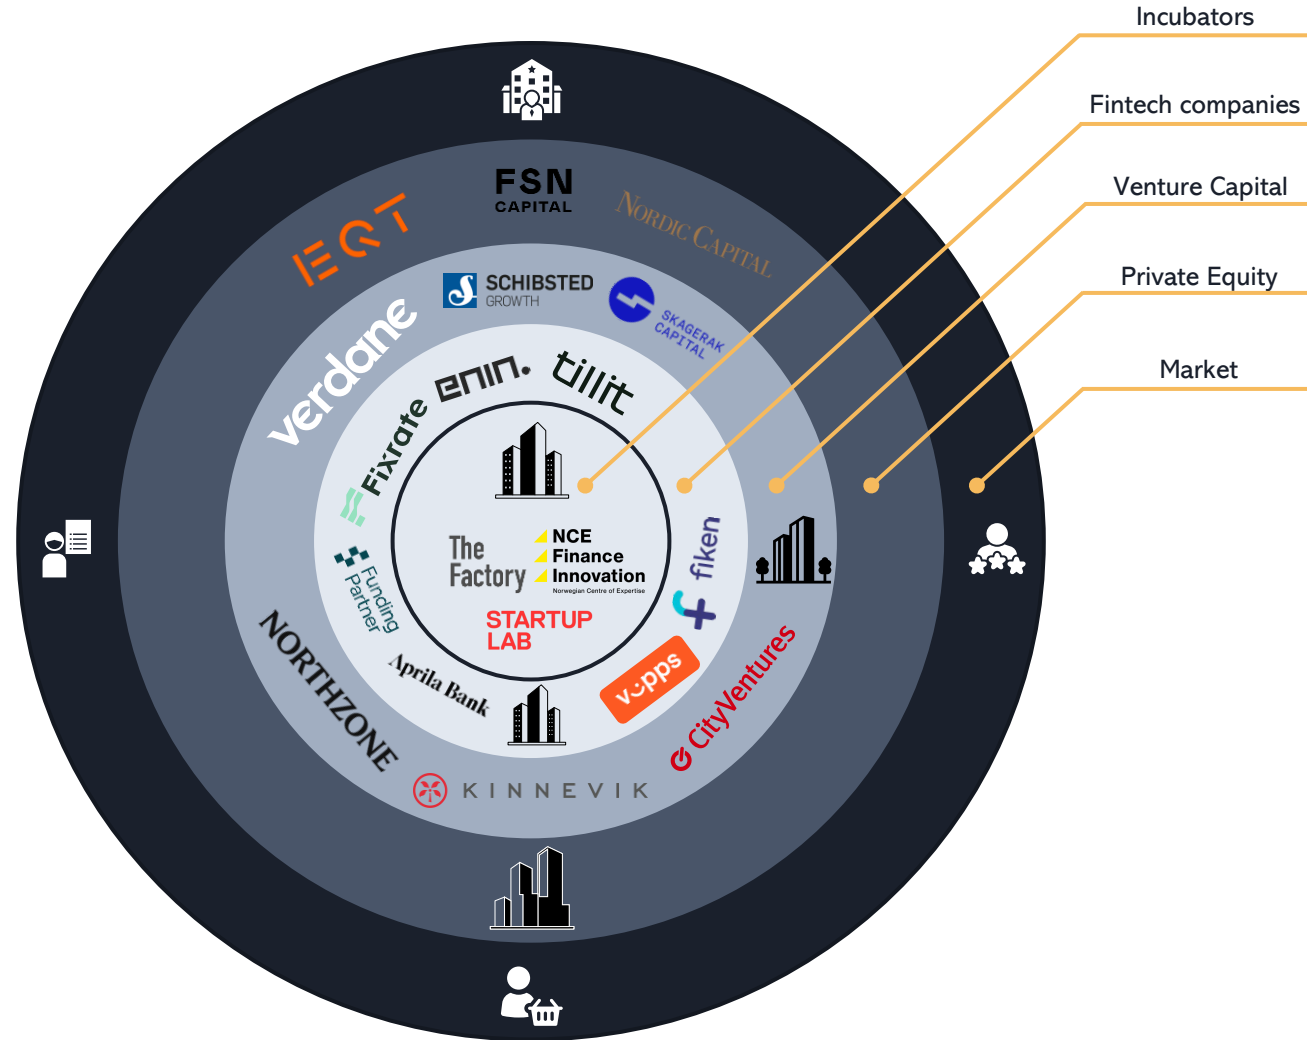 Incubators
Fintech companies
Venture Capital
Private Equity
Market
FSN
CAPITAL
EQT
NORDIC CAPITAL
SCHIBSTED
GROWTH
SKAGERAK
CAPITAL
verdane
enin.
tillit
Fixrate
The
Factory
NCE
Finance
Innovation
Norwegian Centre of Expertise
STARTUP
LAB
fiken
Funding
Partner
Aprila Bank
vipps
NORTHZONE
CityVentures
KINNEVIK